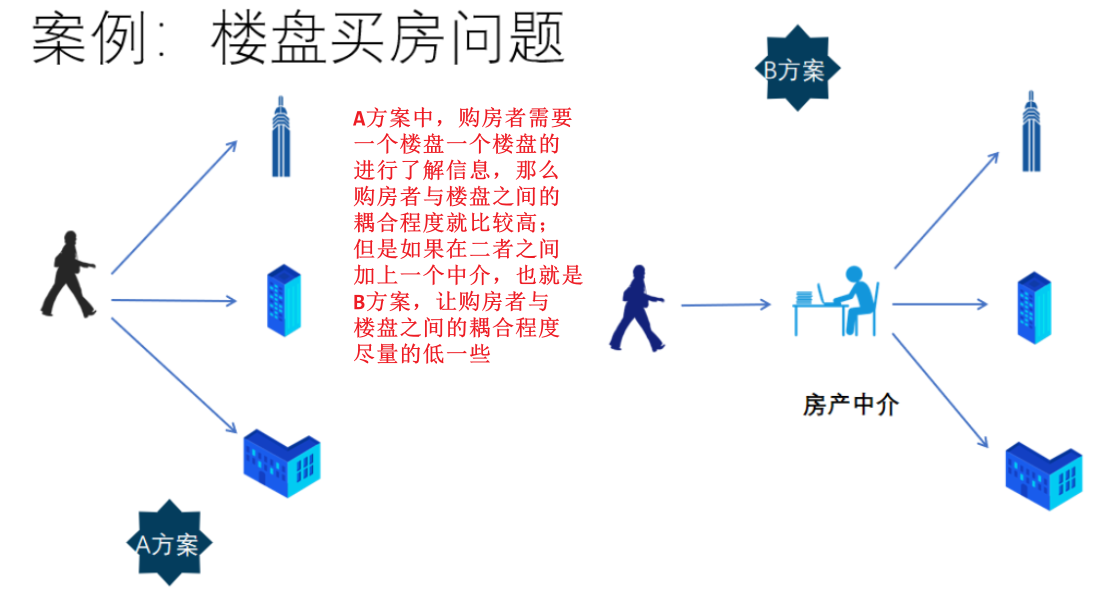 案例：楼盘买房问题
B方案
A方案中，购房者需要
一个楼盘一个楼盘的
进行了解信息，那么
购房者与楼盘之间的
耦合程度就比较高；
但是如果在二者之间
加上一个中介，也就是
B方案，让购房者与
楼盘之间的耦合程度
尽量的低一些
房产中介
A方案